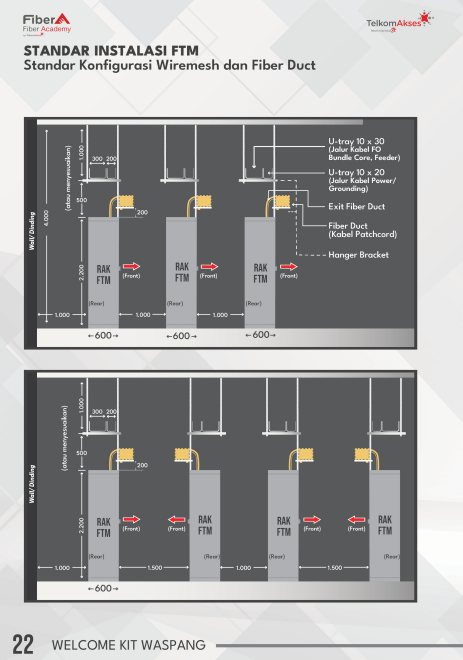 Fiber
Fiber Academy
TelkomAkses
STANDAR INSTALASI FTM
Standar Konfigurasi Wiremesh dan Fiber Duct
Wall/ Dinding
4.000
1.000
(atau menyesuaikan)
300 200
500
200
2.200
U-tray 10 x 30
(Jalur Kabel FO
Bundle Core, Feeder)
U-tray 10 x 20
(Jalur Kabel Power/
Grounding)
Exit Fiber Duct
Fiber Duct
(Kabel Patchcord)
Hanger Bracket
RAK
FTM
(Front)
(Rear)
RAK
FTM
(Front)
(Rear)
RAK
FTM
(Front)
(Rear)
1.000
1.000
1.000
←600→
←600→
←600→
Wall/ Dinding
1.000
(atau menyesuaikan)
300 200
500
200
2.200
RAK
FTM
(Front)
(Rear)
RAK
FTM
(Front)
(Rear)
RAK
FTM
(Front)
(Rear)
RAK
FTM
(Front)
(Rear)
1.000
1.500
1.000
1.500
←600→
22 WELCOME KIT WASPANG